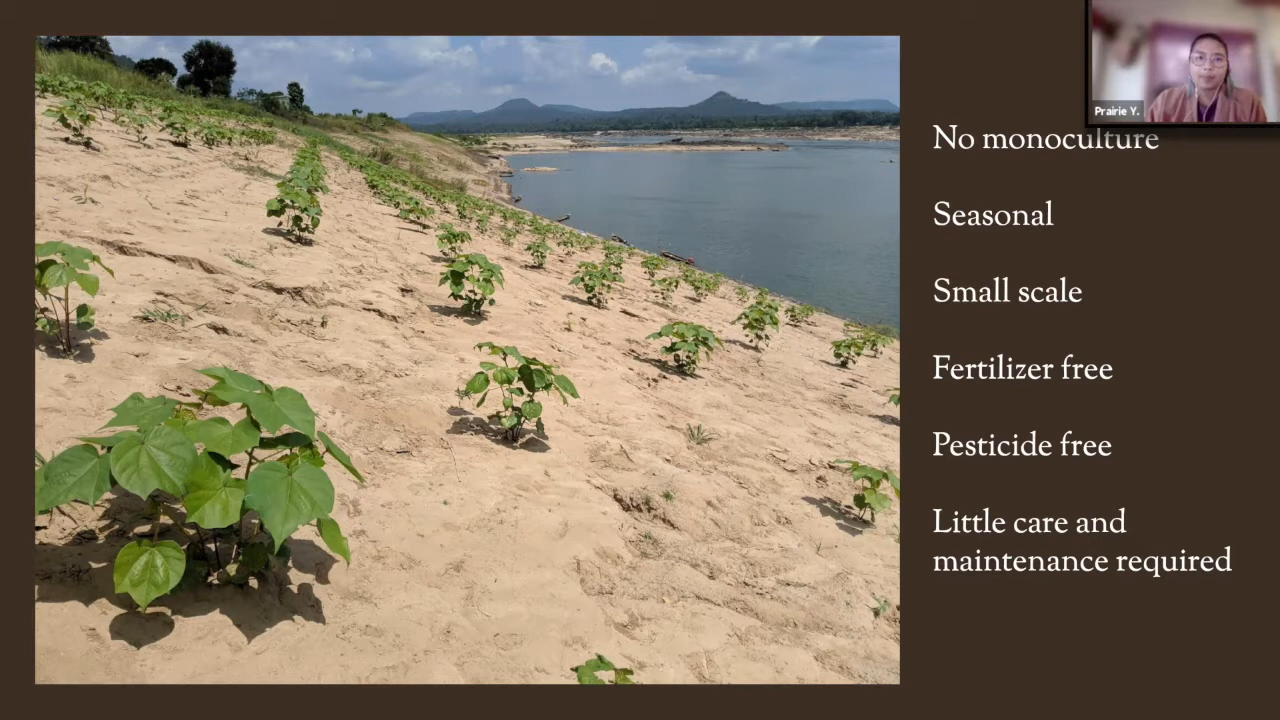 Prairie Y.
No monoculture
Seasonal
Small scale
Fertilizer free
Pesticide free
Little care and
maintenance required